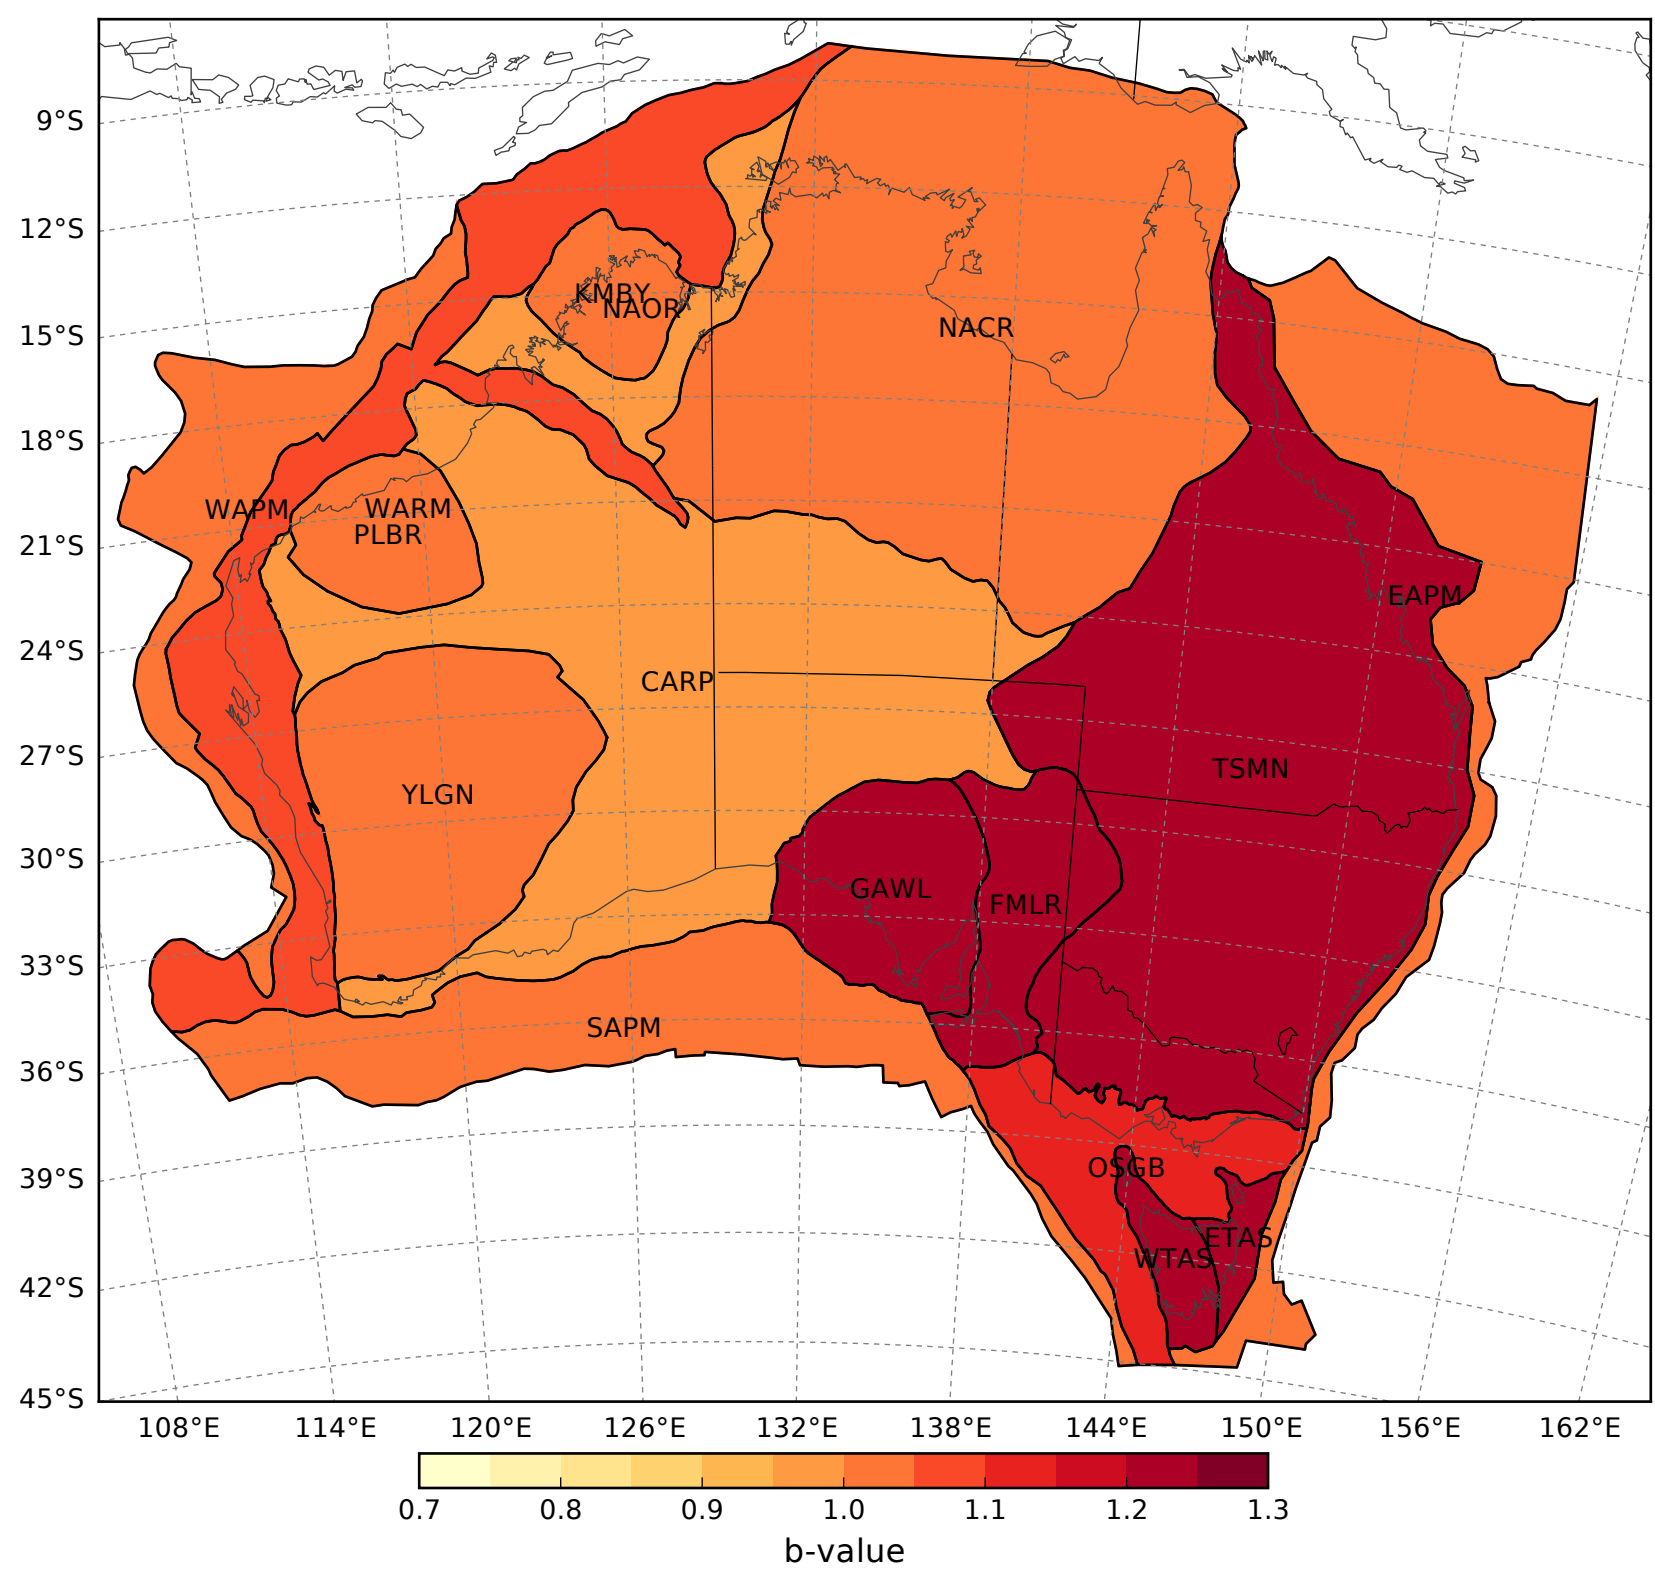 9°S
12°S
15°S
18°S
21°S
24°S
27°S
30°S
33°S
36°S
39°S
42°S
45°S
KMBY
NAOR
NACR
WAPM
WARM
PLBR
EAPM
CARP
TSMN
YLGN
GAWL
FMLR
SAPM
OSGB
ETAS
WTAS
108°E 114°E 120°E 126°E 132°E 138°E 144°E 150°E 156°E 162°E
0.7 0.8 0.9 1.0 1.1 1.2 1.3
b-value